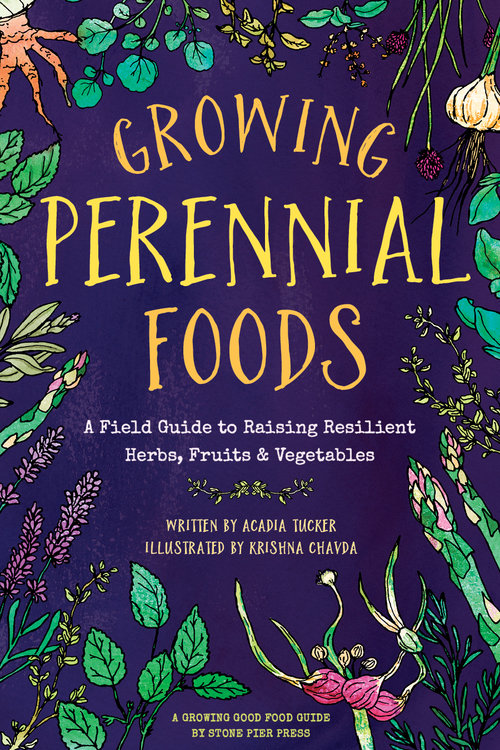 GROWING
PERENNIAL
FOODS
A Field Guide to Raising Resilient
Herbs, Fruits & Vegetables
WRITTEN BY ACADIA TUCKER
ILLUSTRATED BY KRISHNA CHAVDA
A GROWING GOOD FOOD GUIDE
BY STONE PIER PRESS